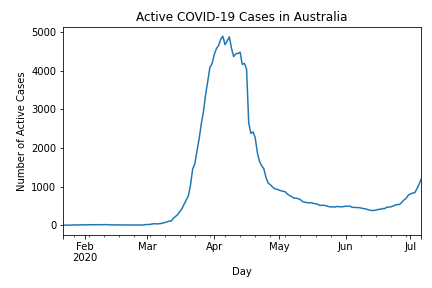 Active COVID-19 Cases in Australia
Number of Active Cases
5000
4000
3000
2000
1000
0
Feb
2020
Mar
Apr
May
Jun
Jul
Day